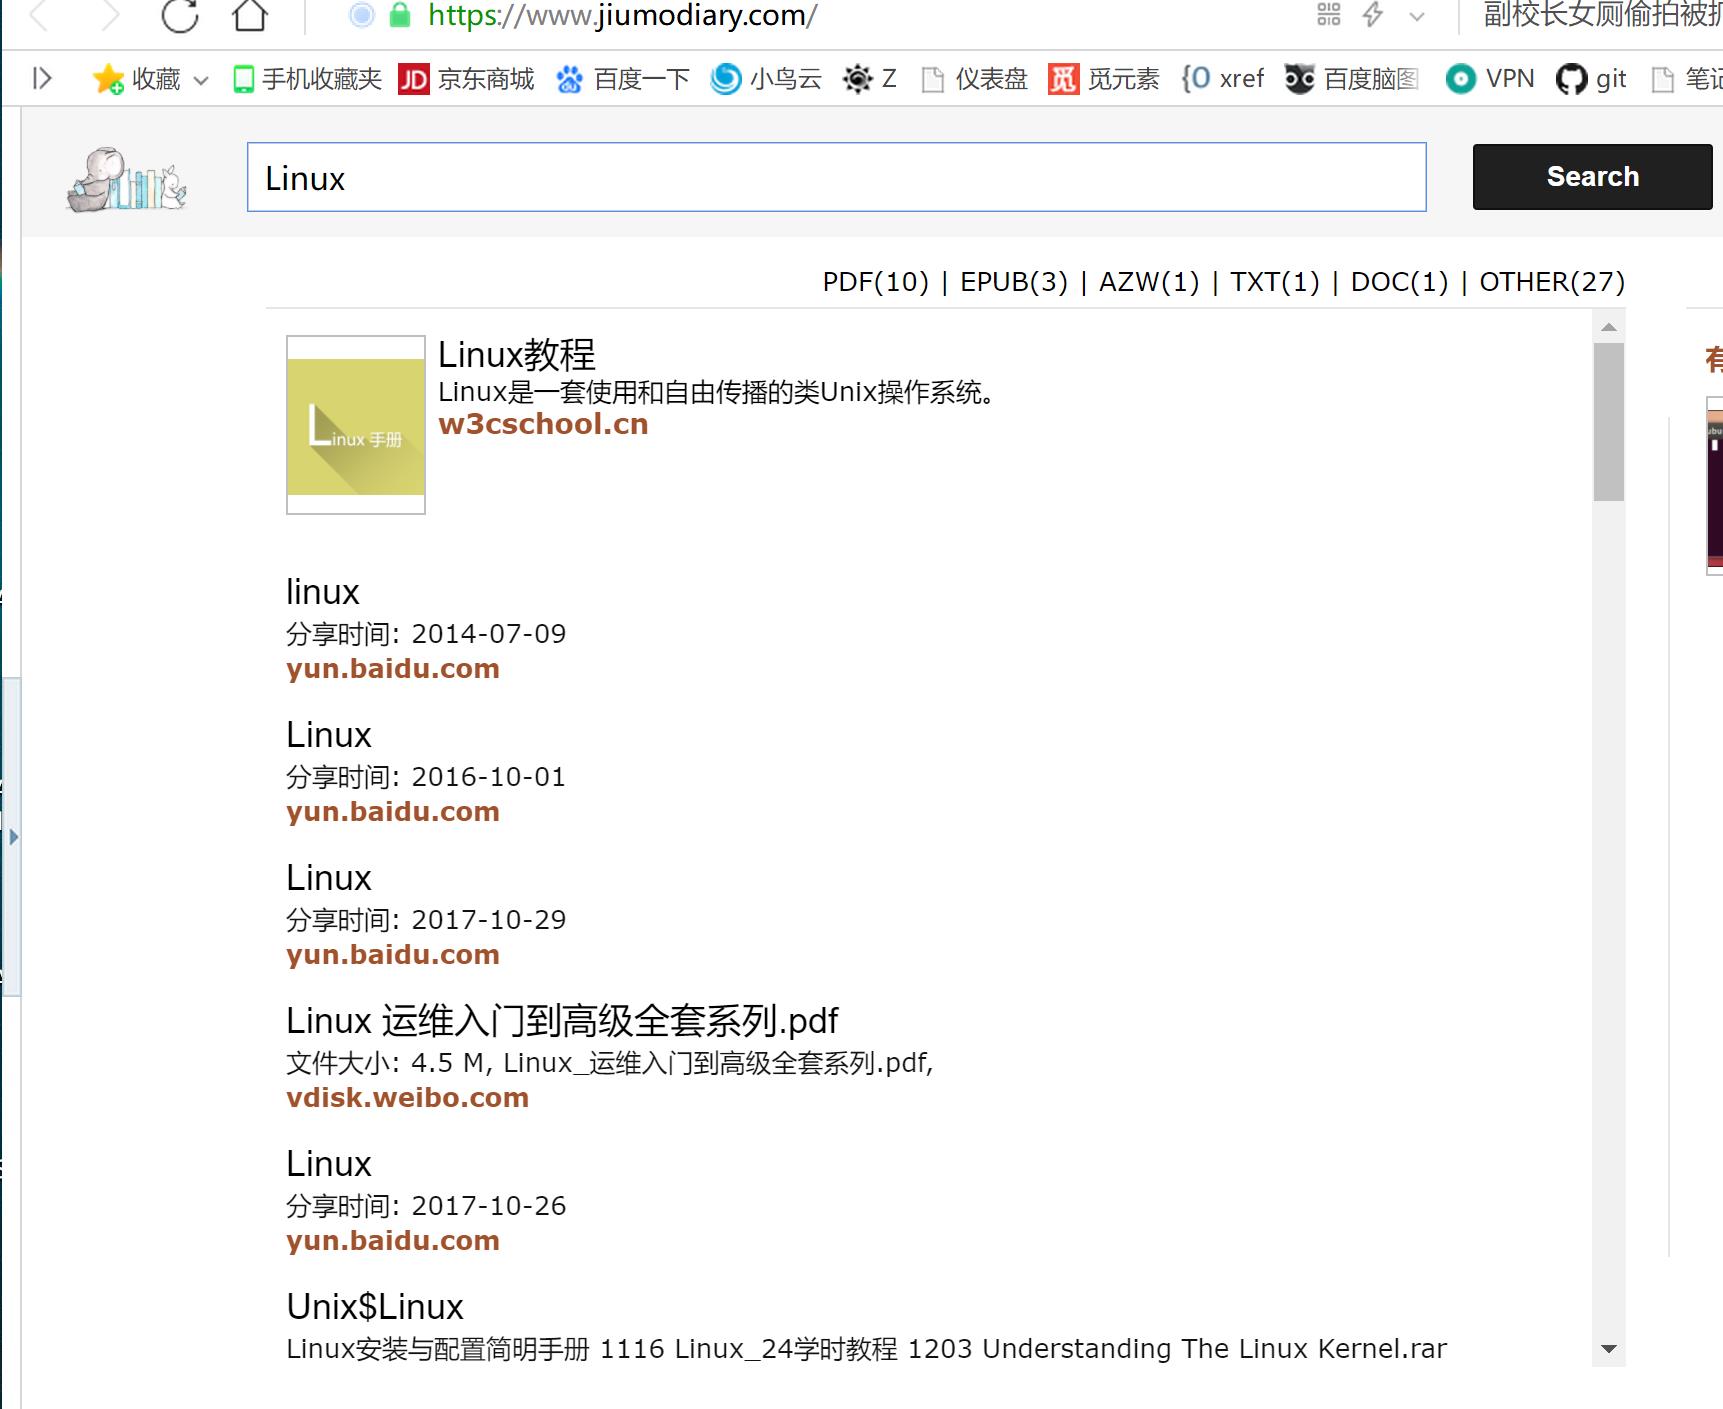 https://www.jiumodiary.com/
副校长女厕偷拍被
收藏 手机收藏夹 JD 京东商城 百度一下 小鸟云 Z 仪表盘 觅 觅元素 {O xref 百度脑图 VPN git 笔
Linux
Search
PDF(10) | EPUB(3) | AZW(1) | TXT(1) | DOC(1) | OTHER(27)
Linux 手册
Linux教程
Linux是一套使用和自由传播的类Unix操作系统。
w3cschool.cn
linux
分享时间: 2014-07-09
yun.baidu.com
Linux
分享时间: 2016-10-01
yun.baidu.com
Linux
分享时间: 2017-10-29
yun.baidu.com
Linux 运维入门到高级全套系列.pdf
文件大小: 4.5 M, Linux_运维入门到高级全套系列.pdf,
vdisk.weibo.com
Linux
分享时间: 2017-10-26
yun.baidu.com
Unix$Linux
Linux安装与配置简明手册 1116 Linux_24学时教程 1203 Understanding The Linux Kernel.rar